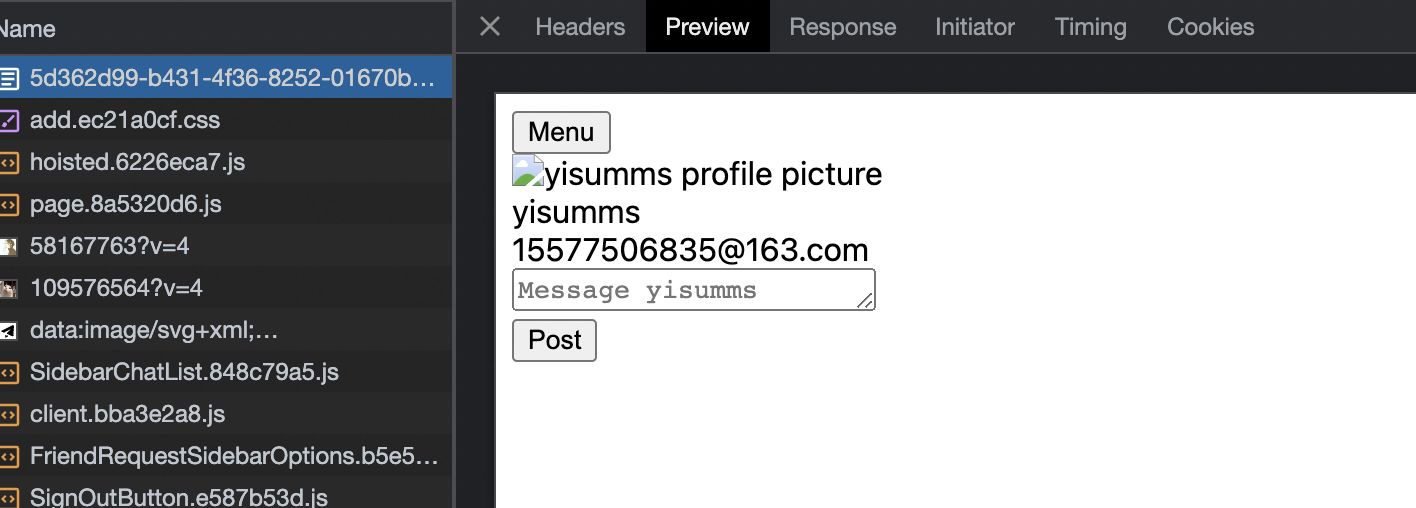 Name
Headers Preview Response Initiator Timing Cookies
5d362d99-b431-4f36-8252-01670b...
add.ec21a0cf.css
hoisted.6226eca7.js
page.8a5320d6.js
58167763?v=4
109576564?v=4
data:image/svg+xml;...
SidebarChatList.848c79a5.js
client.bba3e2a8.js
FriendRequestSidebarOptions.b5e5...
SignOutButton.e587b53d.js
Menu
yisumms profile picture
yisumms
15577506835@163.com
Message yisumms
Post